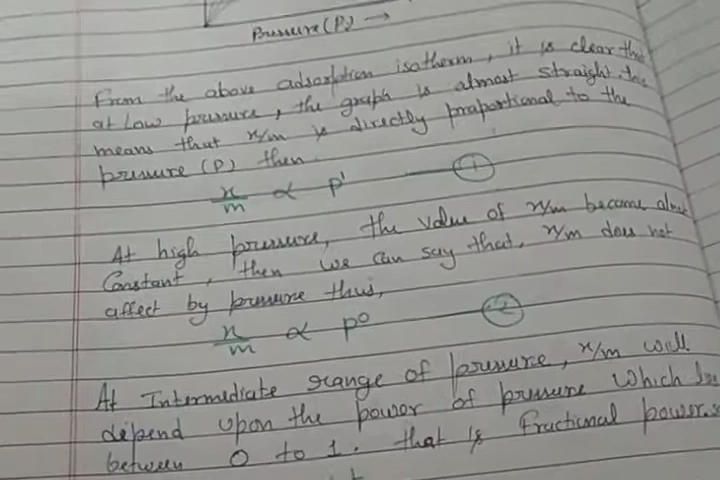 Pressure (P) →
From the above adsorption isotherm, it is clear that
at Low pressure, the graph is almost straight
means that x/m is directly proportional to the
pressure (P) then
x/m ∝ P¹ — 1
At high pressure, the value of x/m become
Constant, then we can say that, x/m does not
affect by pressure thus,
x/m ∝ P⁰ — 2
At Intermediate range of pressure, x/m will
depend upon the power of pressure which
between 0 to 1. that is fractional power.